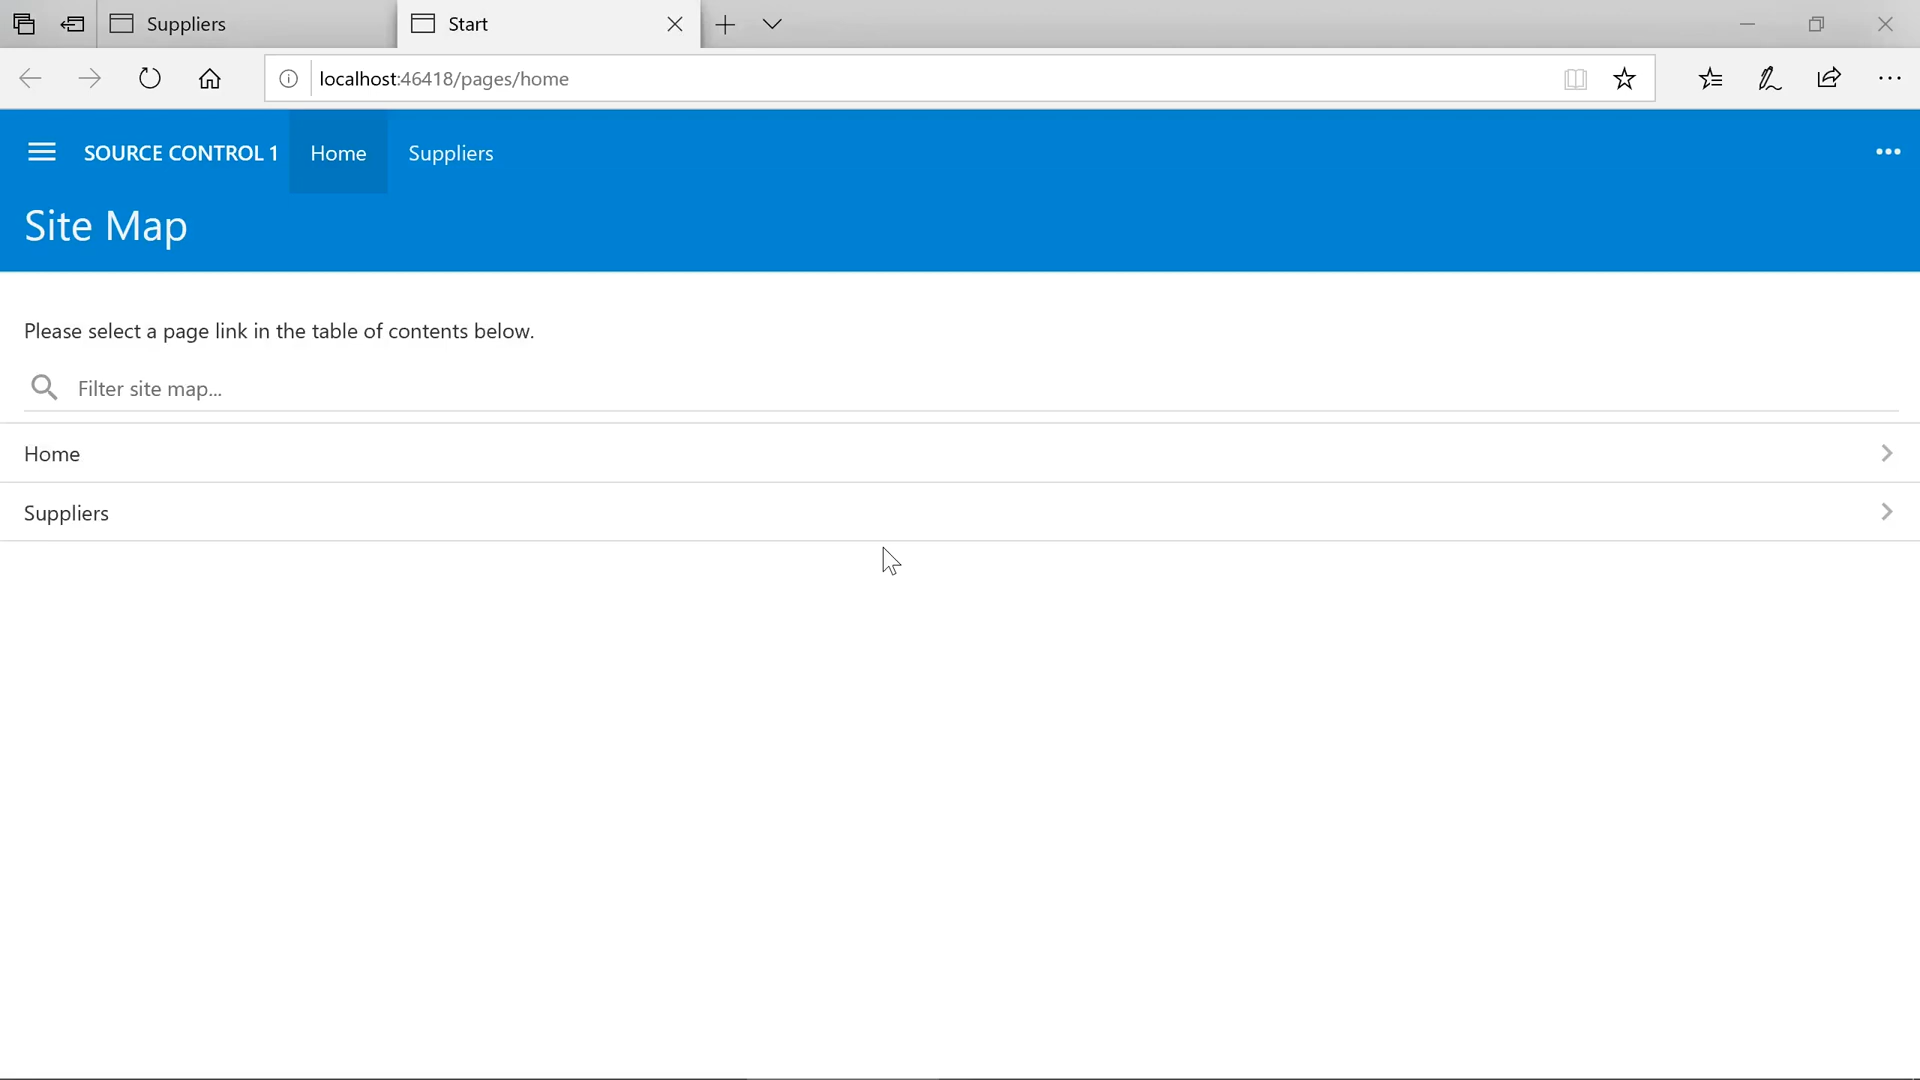 Suppliers
Start
localhost:46418/pages/home
SOURCE CONTROL 1
Home
Suppliers
Site Map
Please select a page link in the table of contents below.
Filter site map...
Home
Suppliers